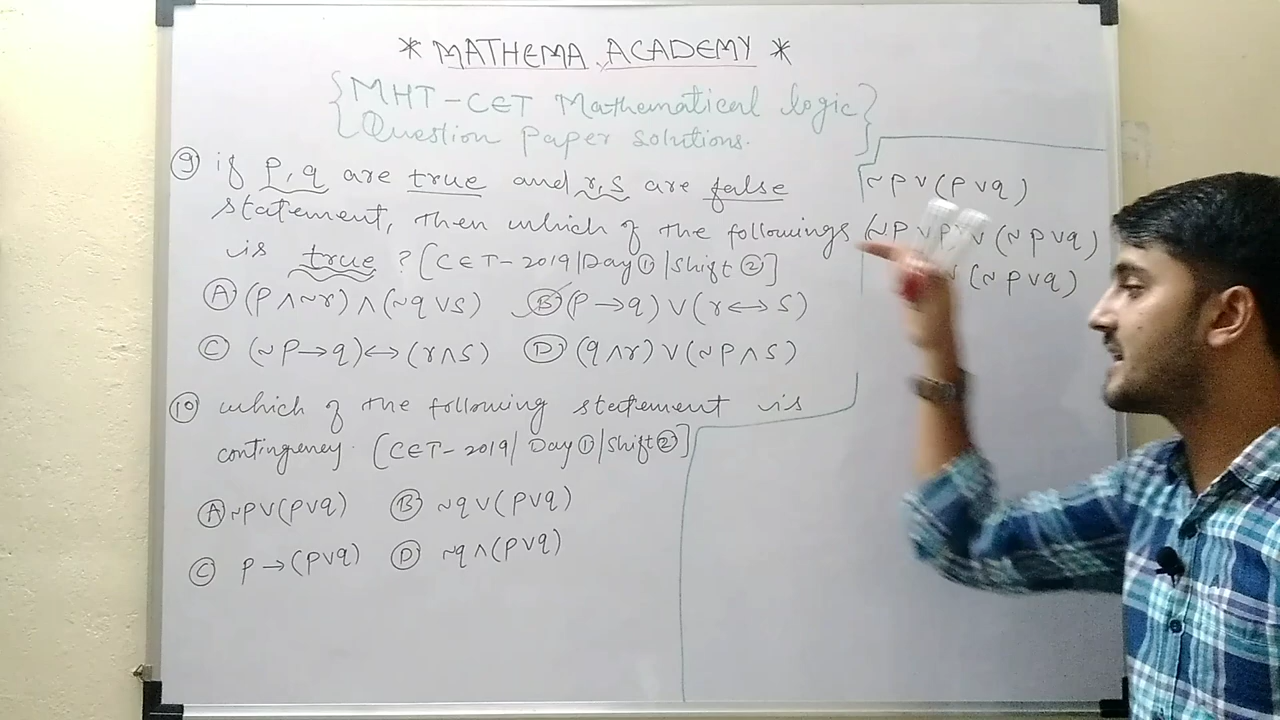 * MATHEMA ACADEMY *
{MHT-CET Mathematical logic
Question Paper solutions.}
⑨ if p, q are true and r, s are false
statement, then which of the followings
is true ? [CET-2019/Day①/Shift②]
Ⓐ (p∧~r)∧(~q∨s) Ⓑ (p→q)∨(r↔s)
Ⓒ (~p→q)↔(r∧s) Ⓓ (q∧r)∨(~p∧s)
⑩ which of the following statement is
contingency. [CET-2019/Day①/Shift②]
Ⓐ ~p∨(p∨q) Ⓑ ~q∨(p∨q)
Ⓒ p→(p∨q) Ⓓ ~q∧(p∨q)
~p∨(p∨q)
(~p∨p)∨(~p∨q)
∨(~p∨q)